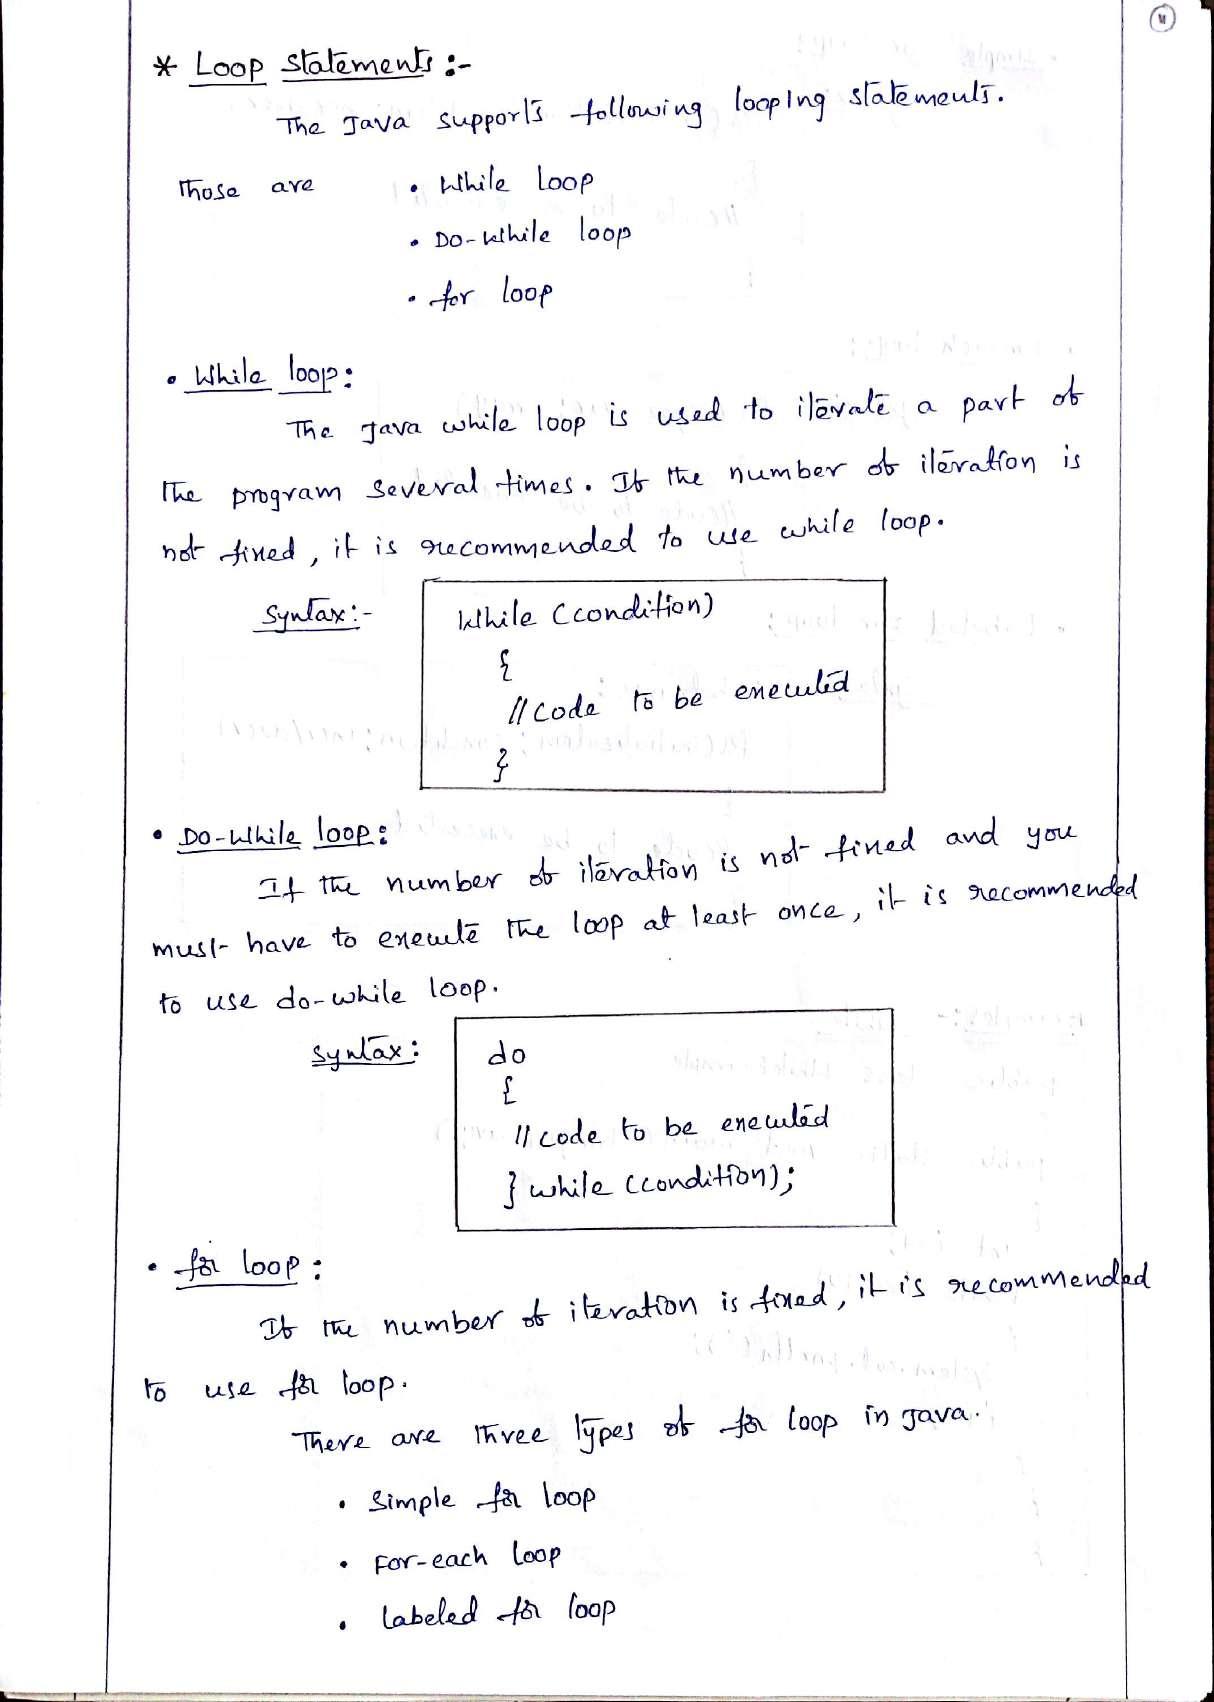 * Loop Statements :-
The Java supports following looping statements.
Those are • While loop
• Do-while loop
• for loop
• While loop:
The Java while loop is used to iterate a part of
the program several times. If the number of iteration is
not fixed, it is recommended to use while loop.
Syntax:- While (condition)
{
// code to be executed
}
• Do-While loop:
If the number of iteration is not fixed and you
must have to execute the loop at least once, it is recommended
to use do-while loop.
Syntax: do
{
// code to be executed
} while (condition);
• for loop:
If the number of iteration is fixed, it is recommended
to use for loop.
There are three types of for loop in Java.
• Simple for loop
• For-each loop
• Labeled for loop